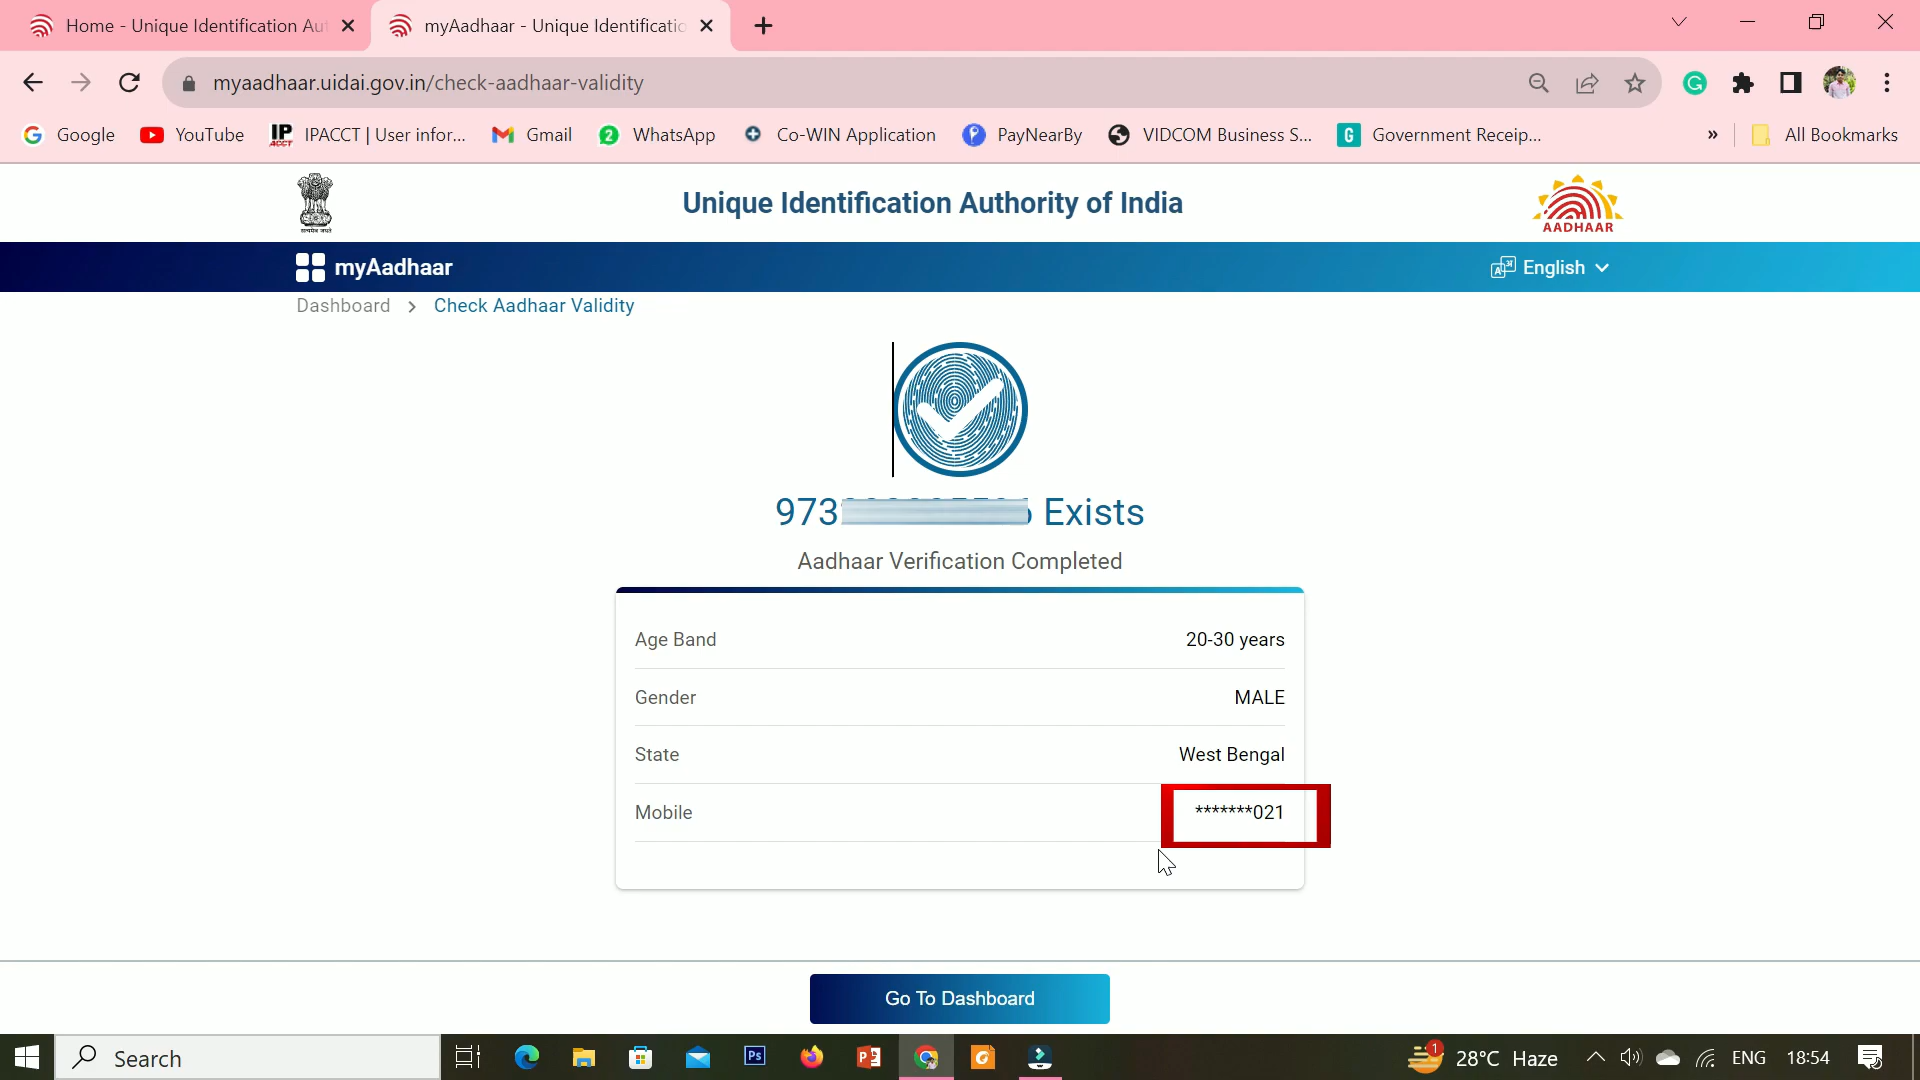 Home - Unique Identification Au
myAadhaar - Unique Identificatio
myaadhaar.uidai.gov.in/check-aadhaar-validity
Google
YouTube
IPACCT | User infor...
Gmail
WhatsApp
Co-WIN Application
PayNearBy
VIDCOM Business S...
Government Receip...
»
All Bookmarks
सत्यमेव जयते
Unique Identification Authority of India
AADHAAR
myAadhaar
English
Dashboard > Check Aadhaar Validity
973 Exists
Aadhaar Verification Completed
Age Band 20-30 years
Gender MALE
State West Bengal
Mobile *******021
Go To Dashboard
Search
28°C Haze
ENG
18:54